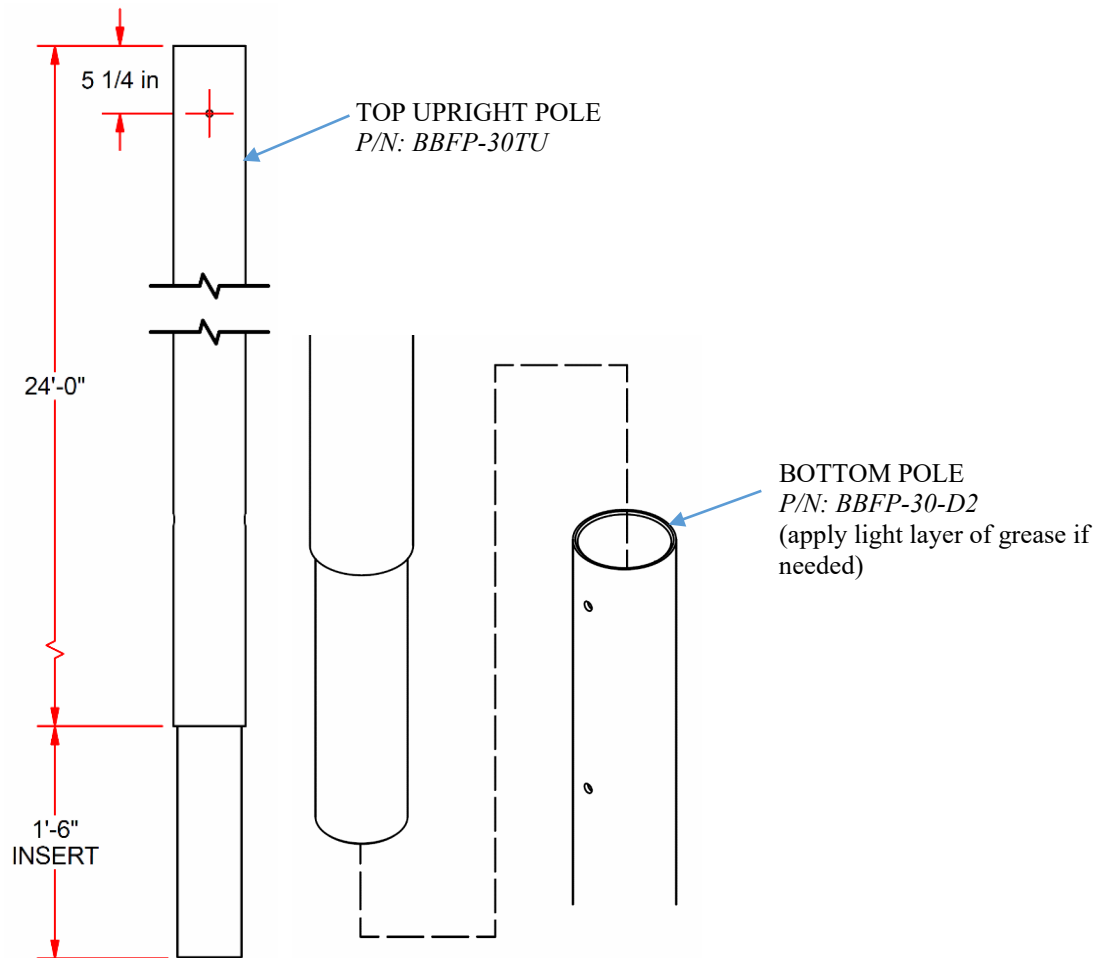 5 1/4 in
TOP UPRIGHT POLE
P/N: BBFP-30TU
24'-0"
BOTTOM POLE
P/N: BBFP-30-D2
(apply light layer of grease if
needed)
1'-6"
INSERT